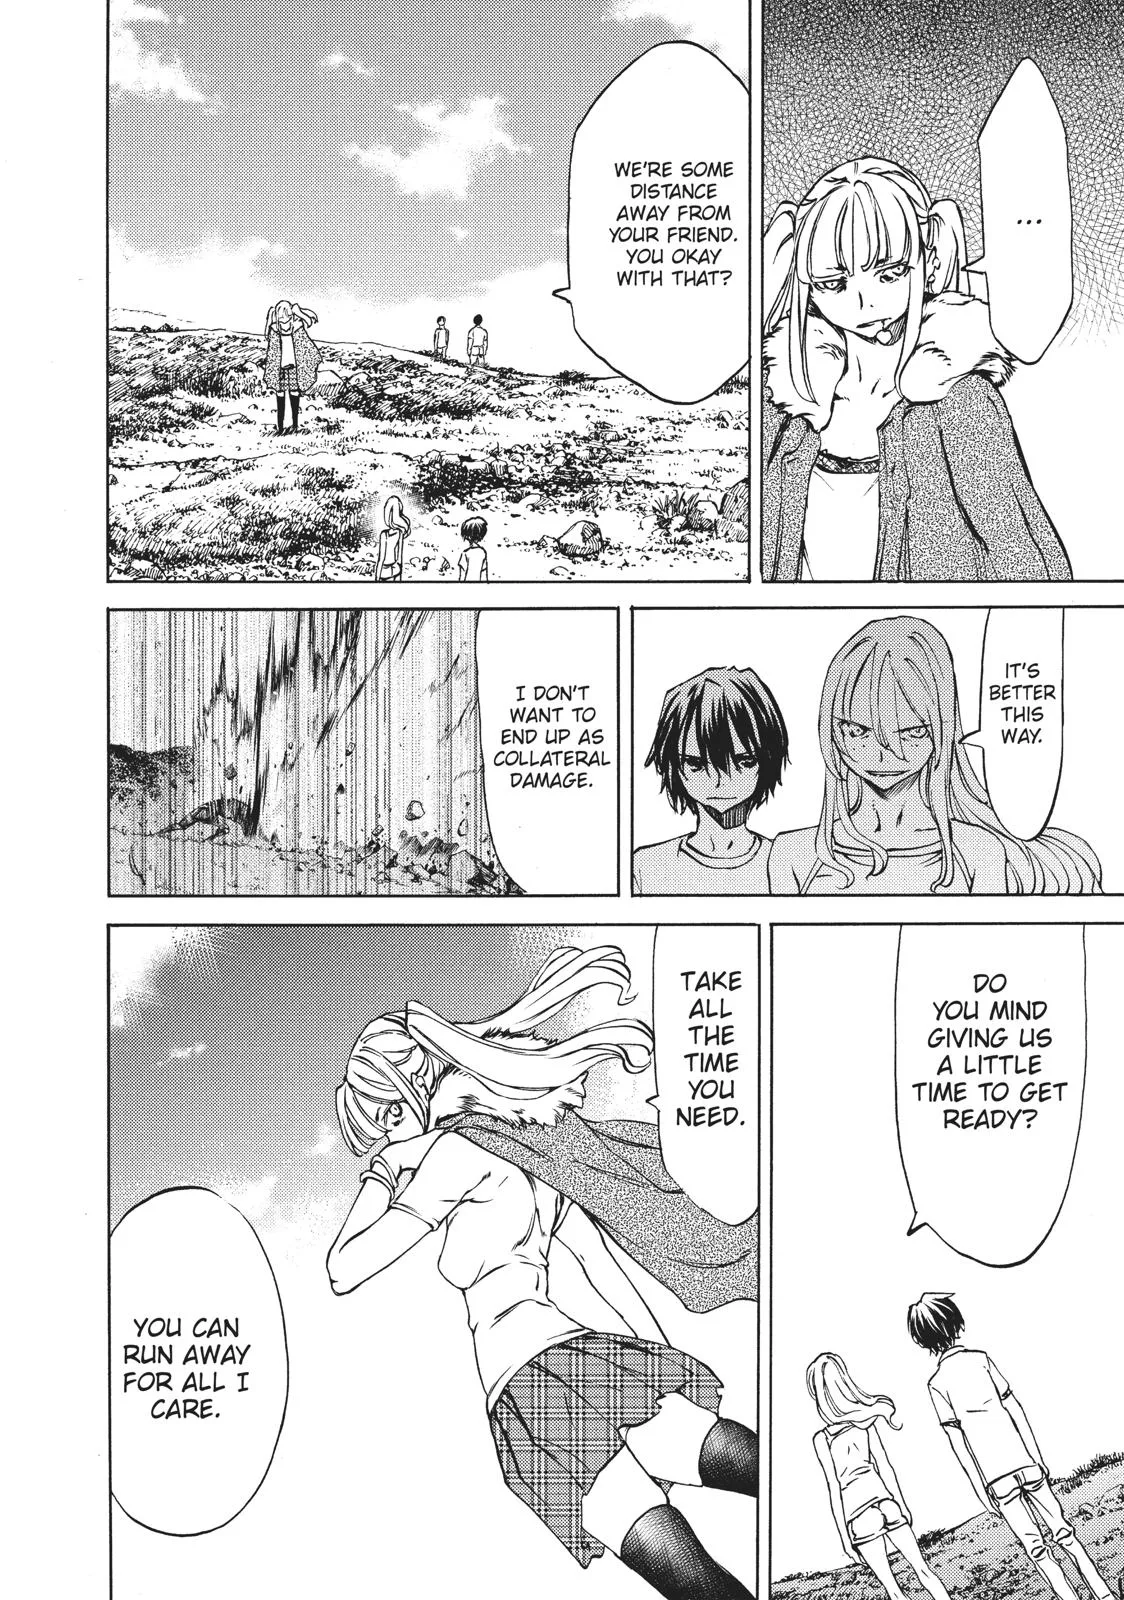 ...
WE'RE SOME
DISTANCE
AWAY FROM
YOUR FRIEND.
YOU OKAY
WITH THAT?
IT'S
BETTER
THIS
WAY.
I DON'T
WANT TO
END UP AS
COLLATERAL
DAMAGE.
DO
YOU MIND
GIVING US
A LITTLE
TIME TO GET
READY?
TAKE
ALL
THE
TIME
YOU
NEED.
YOU CAN
RUN AWAY
FOR ALL I
CARE.